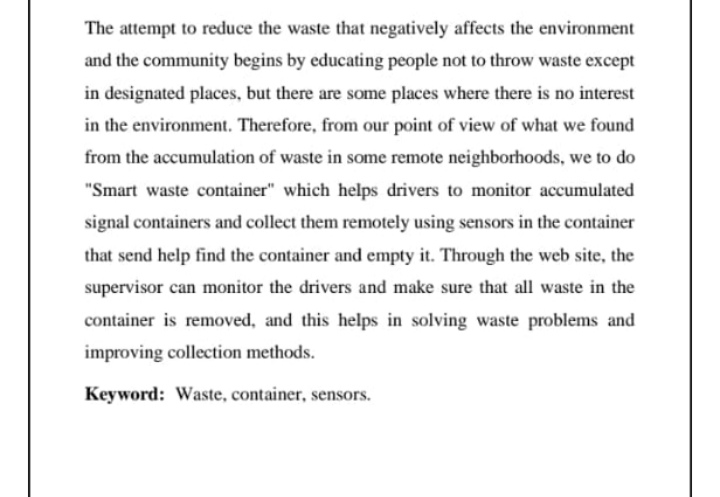 The attempt to reduce the waste that negatively affects the environment
and the community begins by educating people not to throw waste except
in designated places, but there are some places where there is no interest
in the environment. Therefore, from our point of view of what we found
from the accumulation of waste in some remote neighborhoods, we to do
"Smart waste container" which helps drivers to monitor accumulated
signal containers and collect them remotely using sensors in the container
that send help find the container and empty it. Through the web site, the
supervisor can monitor the drivers and make sure that all waste in the
container is removed, and this helps in solving waste problems and
improving collection methods.
Keyword: Waste, container, sensors.